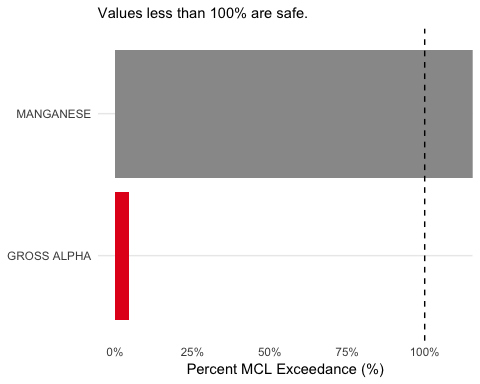 Values less than 100% are safe.
MANGANESE
GROSS ALPHA
0% 25% 50% 75% 100%
Percent MCL Exceedance (%)